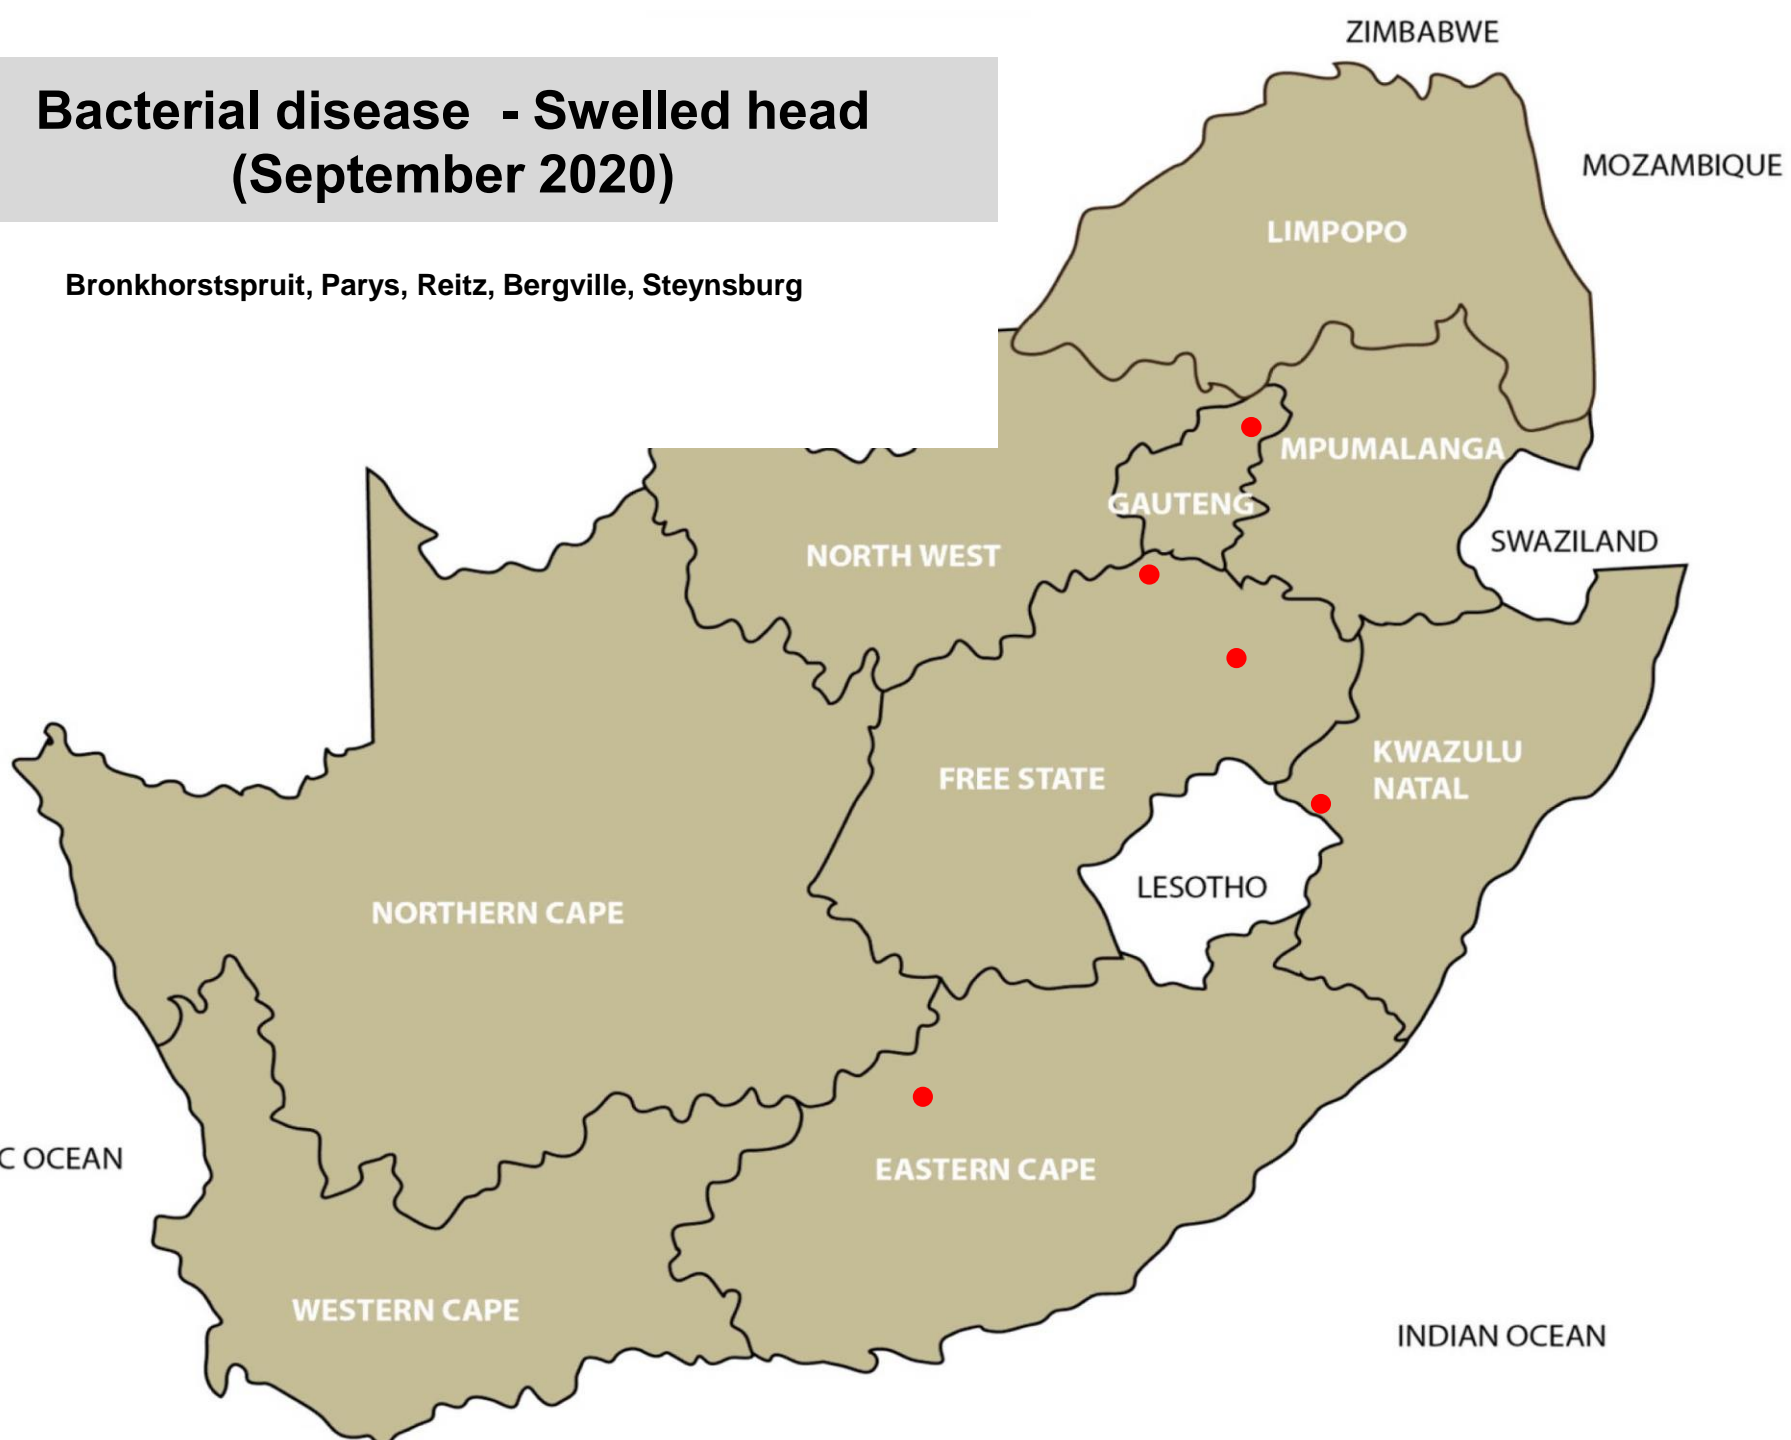 ZIMBABWE
Bacterial disease - Swelled head
(September 2020)
MOZAMBIQUE
LIMPOPO
Bronkhorstspruit, Parys, Reitz, Bergville, Steynsburg
MPUMALANGA
GAUTENG
SWAZILAND
NORTH WEST
KWAZULU
NATAL
FREE STATE
LESOTHO
NORTHERN CAPE
C OCEAN
EASTERN CAPE
WESTERN CAPE
INDIAN OCEAN